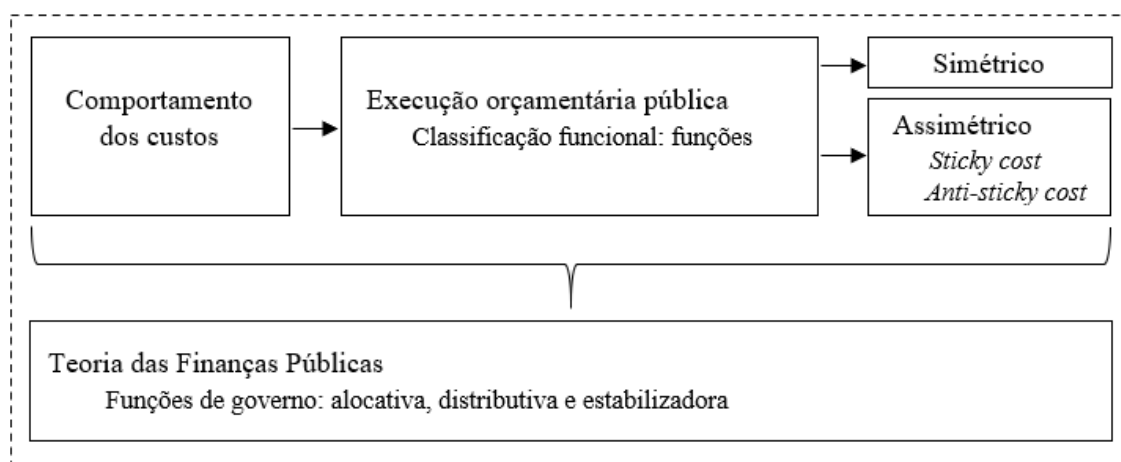 Comportamento
dos custos
Execução orçamentária pública
Classificação funcional: funções
Simétrico
Assimétrico
Sticky cost
Anti-sticky cost
Teoria das Finanças Públicas
Funções de governo: alocativa, distributiva e estabilizadora